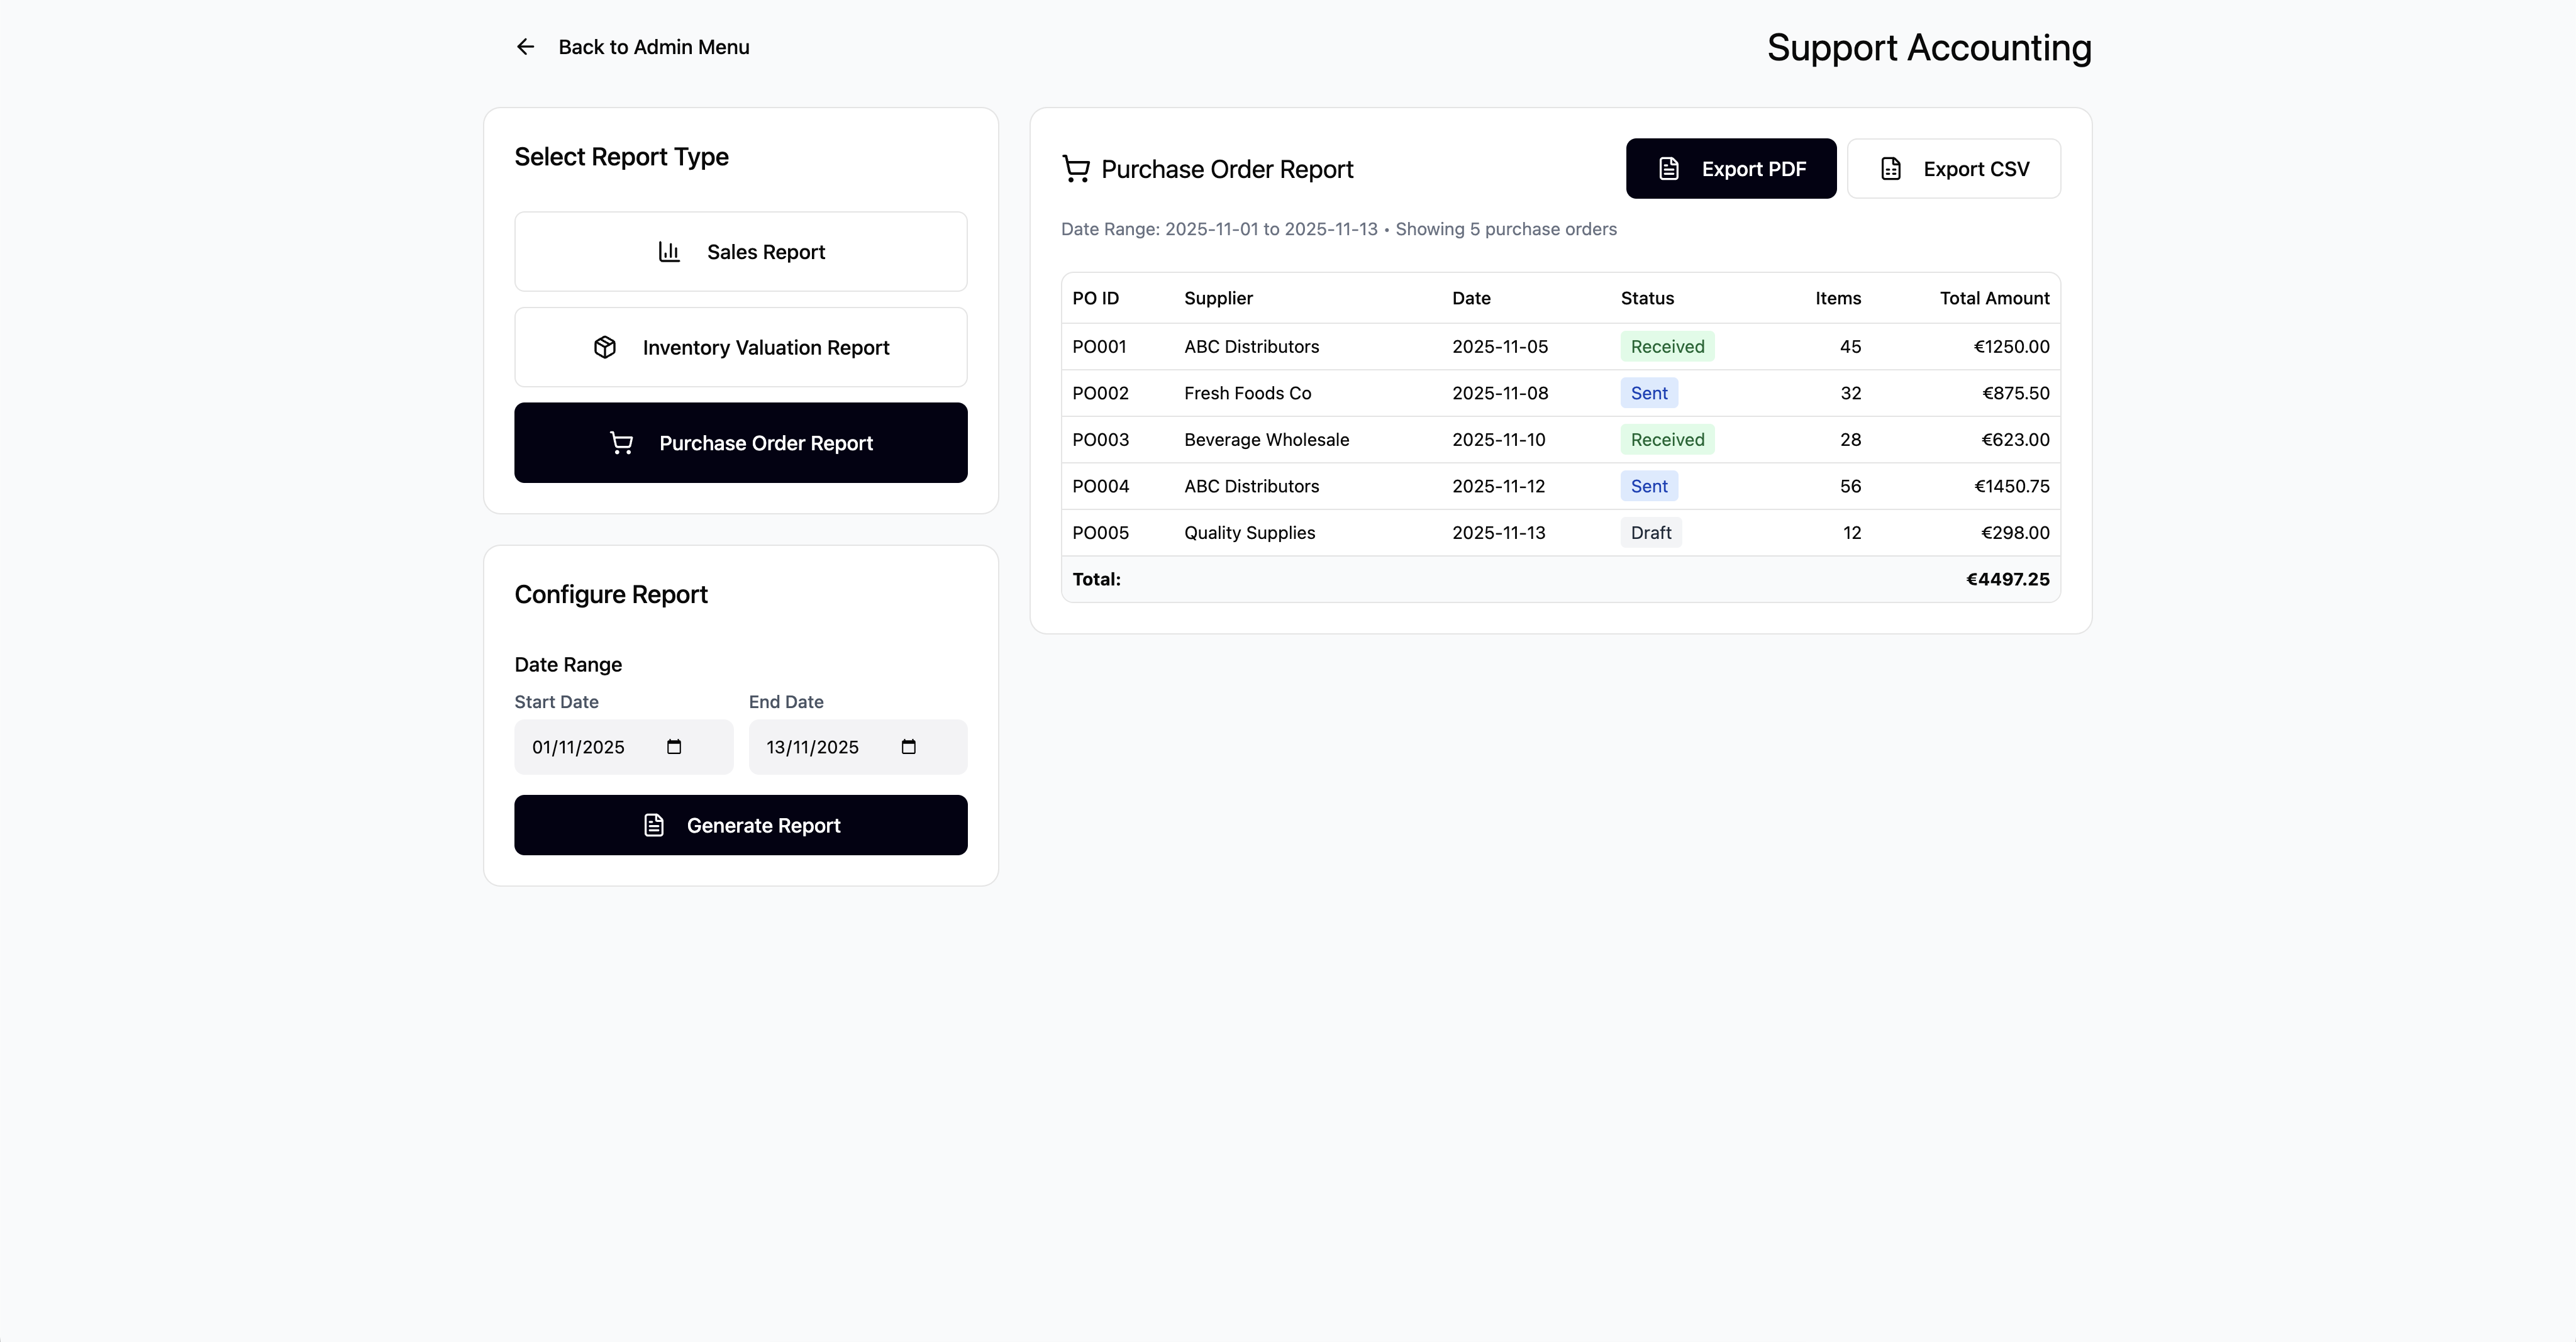 Back to Admin Menu
Support Accounting
Select Report Type
Sales Report
Inventory Valuation Report
Purchase Order Report
Configure Report
Date Range
Start Date End Date
01/11/2025 13/11/2025
Generate Report
Purchase Order Report
Export PDF Export CSV
Date Range: 2025-11-01 to 2025-11-13 • Showing 5 purchase orders
PO ID Supplier Date Status Items Total Amount
PO001 ABC Distributors 2025-11-05 Received 45 €1250.00
PO002 Fresh Foods Co 2025-11-08 Sent 32 €875.50
PO003 Beverage Wholesale 2025-11-10 Received 28 €623.00
PO004 ABC Distributors 2025-11-12 Sent 56 €1450.75
PO005 Quality Supplies 2025-11-13 Draft 12 €298.00
Total: €4497.25